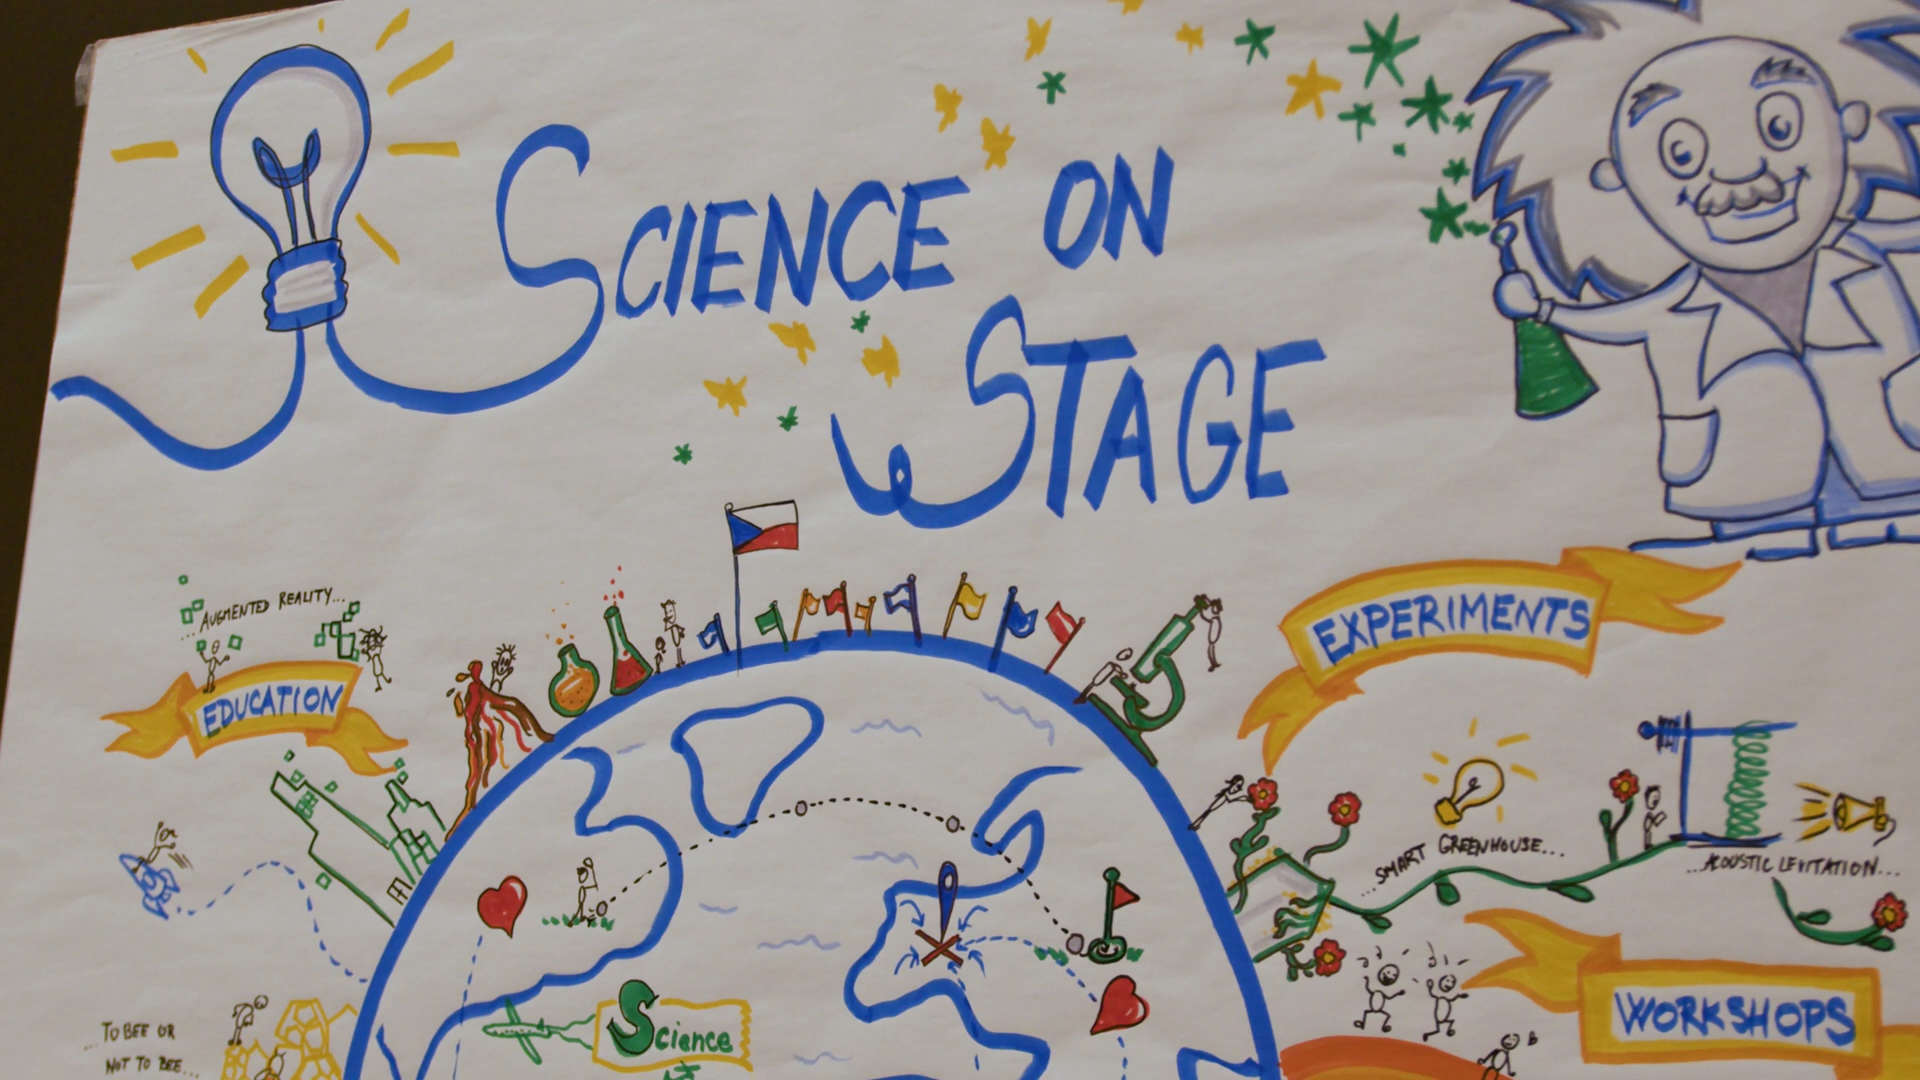 SCIENCE ON
STAGE
...AUGMENTED REALITY...
EDUCATION
EXPERIMENTS
...SMART GREENHOUSE...
...ACOUSTIC LEVITATION...
WORKSHOPS
Science
...TO BEE OR
NOT TO BEE...